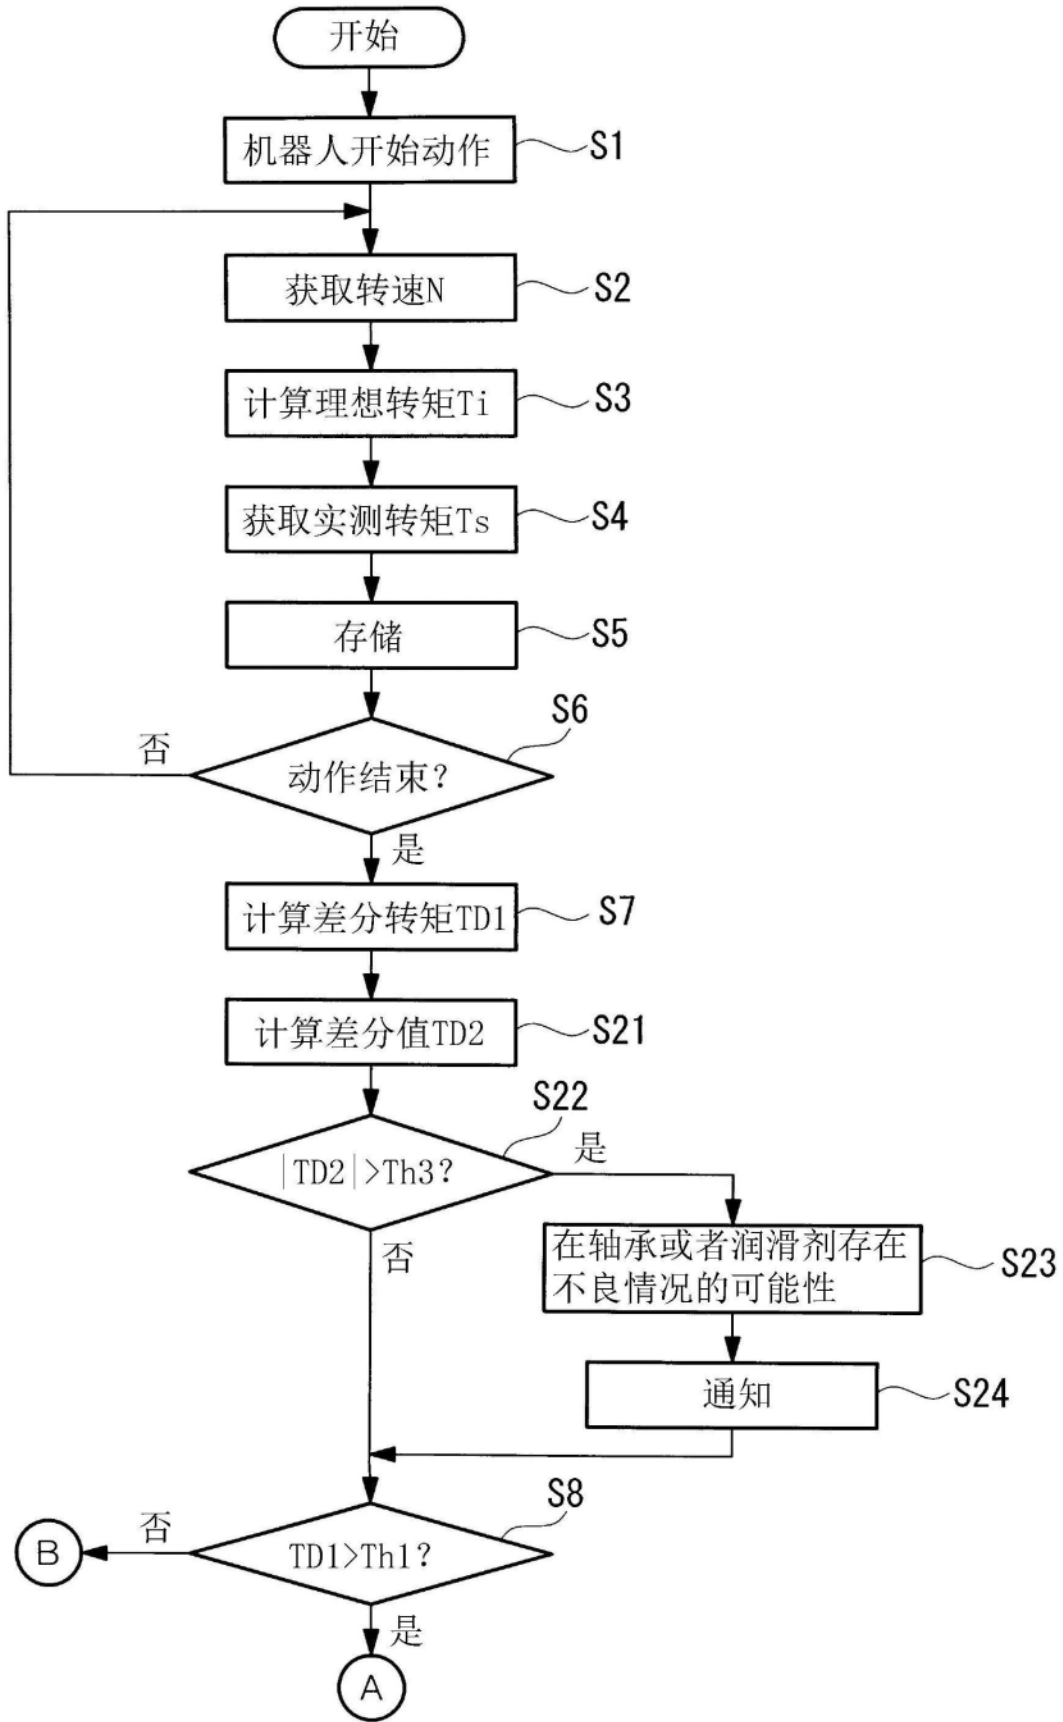 开始
机器人开始动作
S1
获取转速N
S2
计算理想转矩Ti
S3
获取实测转矩Ts
S4
存储
S5
S6
否
动作结束?
是
计算差分转矩TD1
S7
计算差分值TD2
S21
S22
|TD2|>Th3?
是
否
在轴承或者润滑剂存在
不良情况的可能性
S23
通知
S24
S8
B
否
TD1>Th1?
是
A